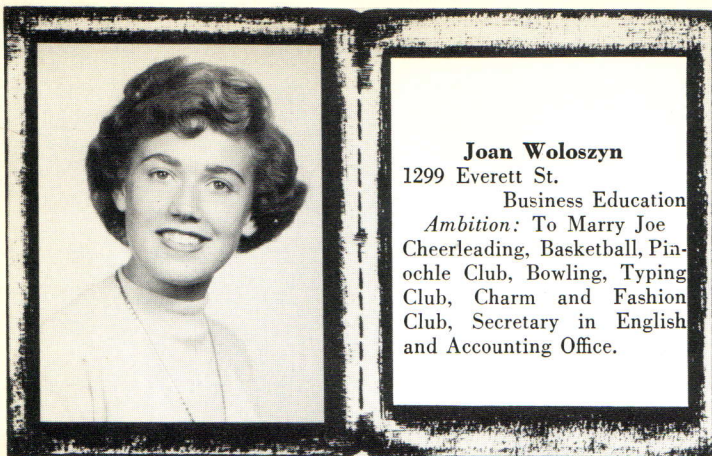 Joan Woloszyn
1299 Everett St.
Business Education
Ambition: To Marry Joe
Cheerleading, Basketball, Pin-
ochle Club, Bowling, Typing
Club, Charm and Fashion
Club, Secretary in English
and Accounting Office.